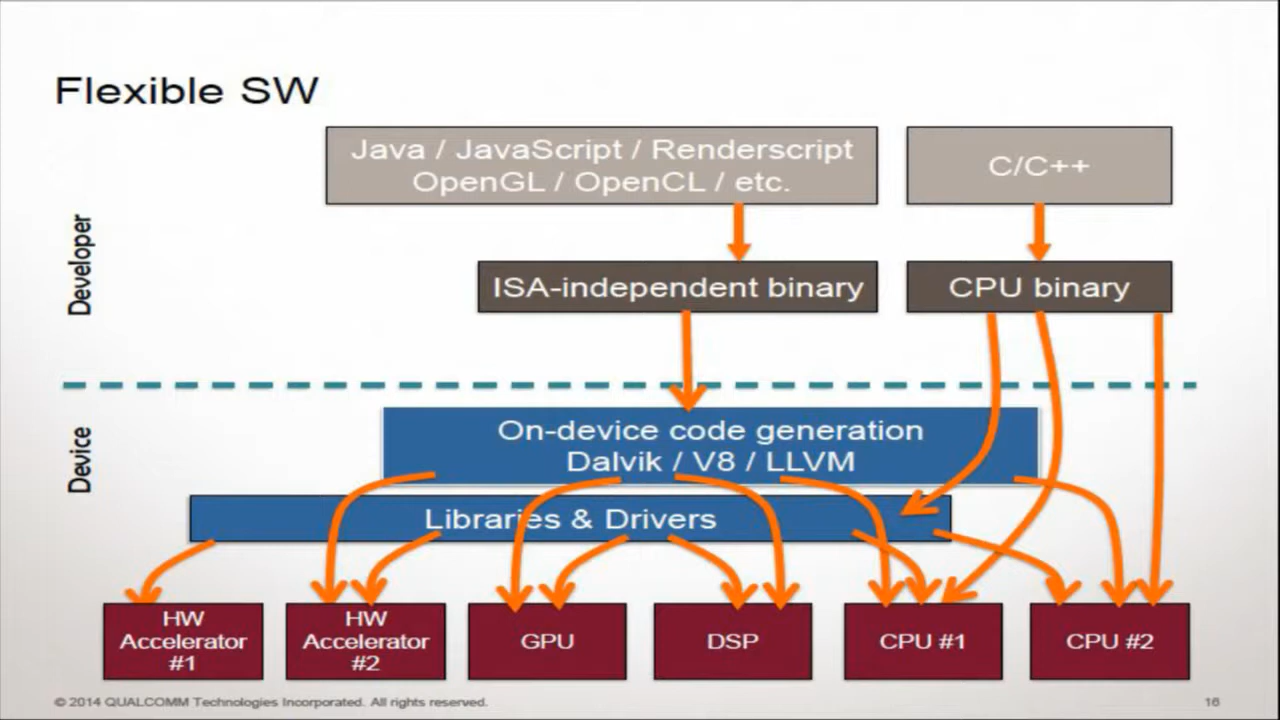 Flexible SW
Java / JavaScript / Renderscript
OpenGL / OpenCL / etc.
C/C++
Developer
ISA-independent binary
CPU binary
Device
On-device code generation
Dalvik / V8 / LLVM
Libraries & Drivers
HW
Accelerator
#1
HW
Accelerator
#2
GPU
DSP
CPU #1
CPU #2
© 2014 QUALCOMM Technologies Incorporated. All rights reserved.
16